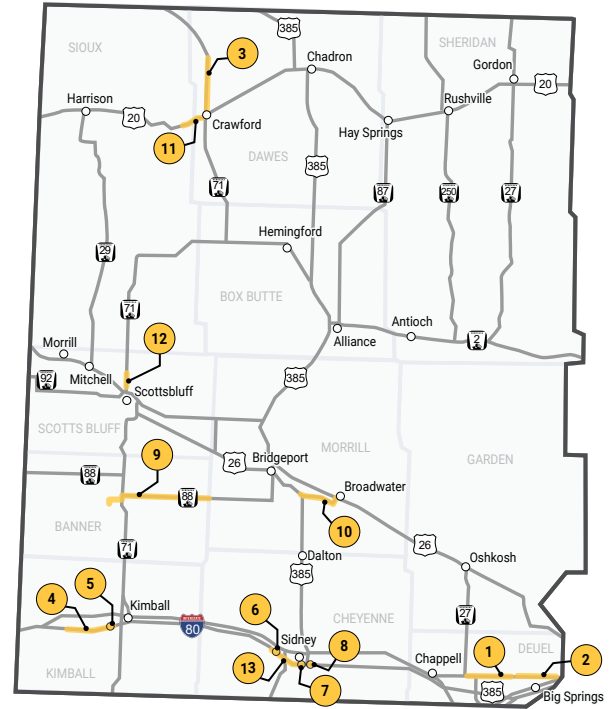 385
SIOUX
3
SHERIDAN
Chadron
Gordon
20
Harrison
20
Crawford
Rushville
Hay Springs
11
DAWES
385
71
87
250
27
Hemingford
29
BOX BUTTE
71
Antioch
2
Alliance
Morrill
12
Mitchell
92
385
Scottsbluff
SCOTTS BLUFF
MORRILL
9
26
Bridgeport
GARDEN
88
88
Broadwater
BANNER
10
71
26
Dalton
Oshkosh
385
4
5
Kimball
6
27
80
CHEYENNE
Sidney
8
DEUEL
1
2
Chappell
KIMBALL
13
7
385
Big Springs